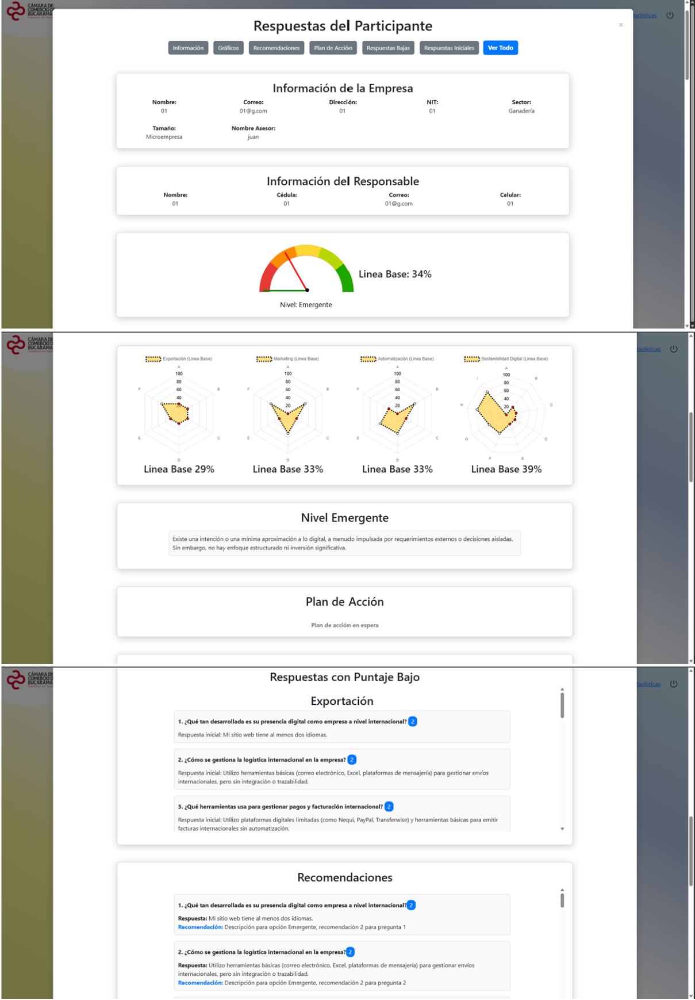 CÁMARA DE
COMERCIO D
BUCARAMA
Respuestas del Participante
×
tadísticas
Información
Gráficos
Recomendaciones
Plan de Acción
Respuestas Bajas
Respuestas Iniciales
Ver Todo
Información de la Empresa
Nombre: Correo: Dirección: NIT: Sector:
01 01@g.com 01 01 Ganadería
Tamaño: Nombre Asesor:
Microempresa juan
Información del Responsable
Nombre: Cédula: Correo: Celular:
01 01 01@g.com 01
Linea Base: 34%
Nivel: Emergente
CÁMARA DE
COMERCIO D
BUCARAMA
tadísticas
Exportación (Linea Base)
A
100
80
60
40
20
F
B
E
C
D
Linea Base 29%
Marketing (Linea Base)
A
100
80
60
40
20
F
B
E
C
D
Linea Base 33%
Automatización (Linea Base)
A
100
80
60
40
20
F
B
E
C
D
Linea Base 33%
Sostenibilidad Digital (Linea Base)
A
100
80
60
40
20
I
B
H
C
G
D
F
E
Linea Base 39%
Nivel Emergente
Existe una intención o una mínima aproximación a lo digital, a menudo impulsada por requerimientos externos o decisiones aisladas.
Sin embargo, no hay enfoque estructurado ni inversión significativa.
Plan de Acción
Plan de acción en espera
CÁMARA DE
COMERCIO D
BUCARAMA
tadísticas
Respuestas con Puntaje Bajo
Exportación
1. ¿Qué tan desarrollada es su presencia digital como empresa a nivel internacional? 2
Respuesta inicial: Mi sitio web tiene al menos dos idiomas.
2. ¿Cómo se gestiona la logística internacional en la empresa? 2
Respuesta inicial: Utilizo herramientas básicas (correo electrónico, Excel, plataformas de mensajería) para gestionar envíos
internacionales, pero sin integración o trazabilidad.
3. ¿Qué herramientas usa para gestionar pagos y facturación internacional? 2
Respuesta inicial: Utilizo plataformas digitales limitadas (como Nequi, PayPal, Transferwise) y herramientas básicas para emitir
facturas internacionales sin automatización.
Recomendaciones
1. ¿Qué tan desarrollada es su presencia digital como empresa a nivel internacional? 2
Respuesta: Mi sitio web tiene al menos dos idiomas.
Recomendación: Descripción para opción Emergente, recomendación 2 para pregunta 1
2. ¿Cómo se gestiona la logística internacional en la empresa? 2
Respuesta: Utilizo herramientas básicas (correo electrónico, Excel, plataformas de mensajería) para gestionar envíos
internacionales, pero sin integración o trazabilidad.
Recomendación: Descripción para opción Emergente, recomendación 2 para pregunta 2